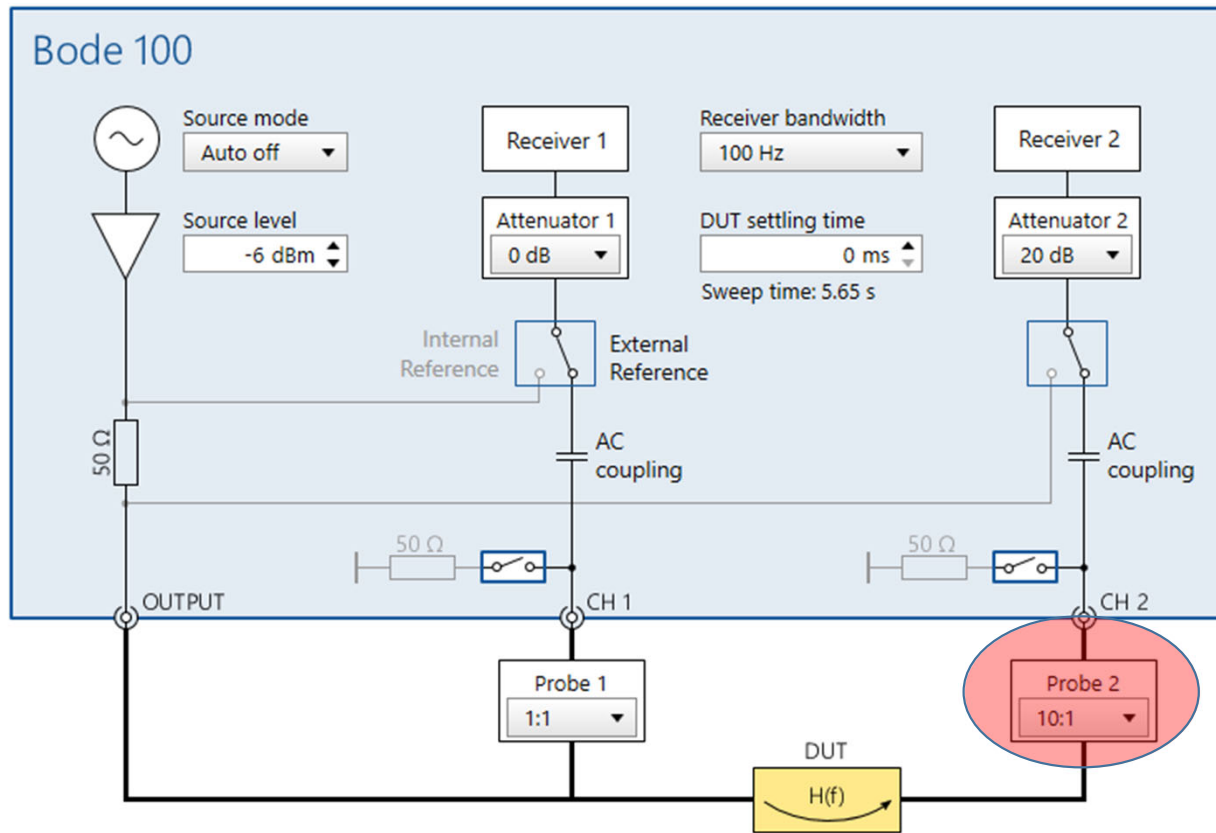 Bode 100
Source mode
Auto off
Source level
-6 dBm
Receiver 1
Attenuator 1
0 dB
Receiver bandwidth
100 Hz
DUT settling time
0 ms
Sweep time: 5.65 s
Receiver 2
Attenuator 2
20 dB
Internal
Reference
External
Reference
50 Ω
AC
coupling
AC
coupling
50 Ω
50 Ω
OUTPUT
CH 1
CH 2
Probe 1
1:1
Probe 2
10:1
DUT
H(f)